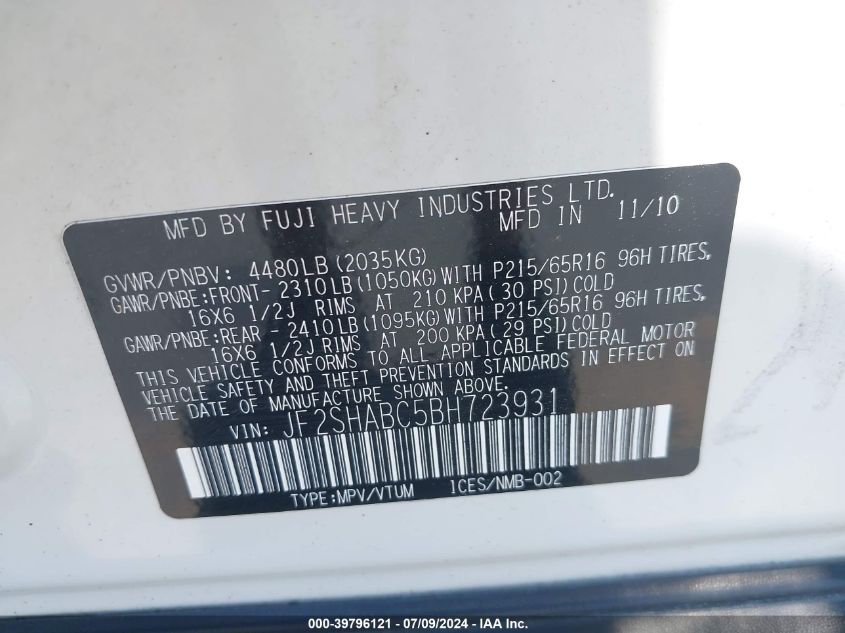 MFD BY FUJI HEAVY INDUSTRIES LTD.
MFD IN 11/10
GVWR/PNBV: 4480LB (2035KG)
GAWR/PNBE:FRONT- 2310LB(1050KG)WITH P215/65R16 96H TIRES,
16X6 1/2J RIMS AT 210 KPA(30 PSI)COLD
GAWR/PNBE:REAR - 2410LB(1095KG)WITH P215/65R16 96H TIRES,
16X6 1/2J RIMS AT 200 KPA(29 PSI)COLD
THIS VEHICLE CONFORMS TO ALL APPLICABLE FEDERAL MOTOR
VEHICLE SAFETY AND THEFT PREVENTION STANDARDS IN EFFECT ON
THE DATE OF MANUFACTURE SHOWN ABOVE.
VIN: JF2SHABC5BH723931
TYPE:MPV/VTUM ICES/NMB-002
000-39796121 - 07/09/2024 - IAA Inc.